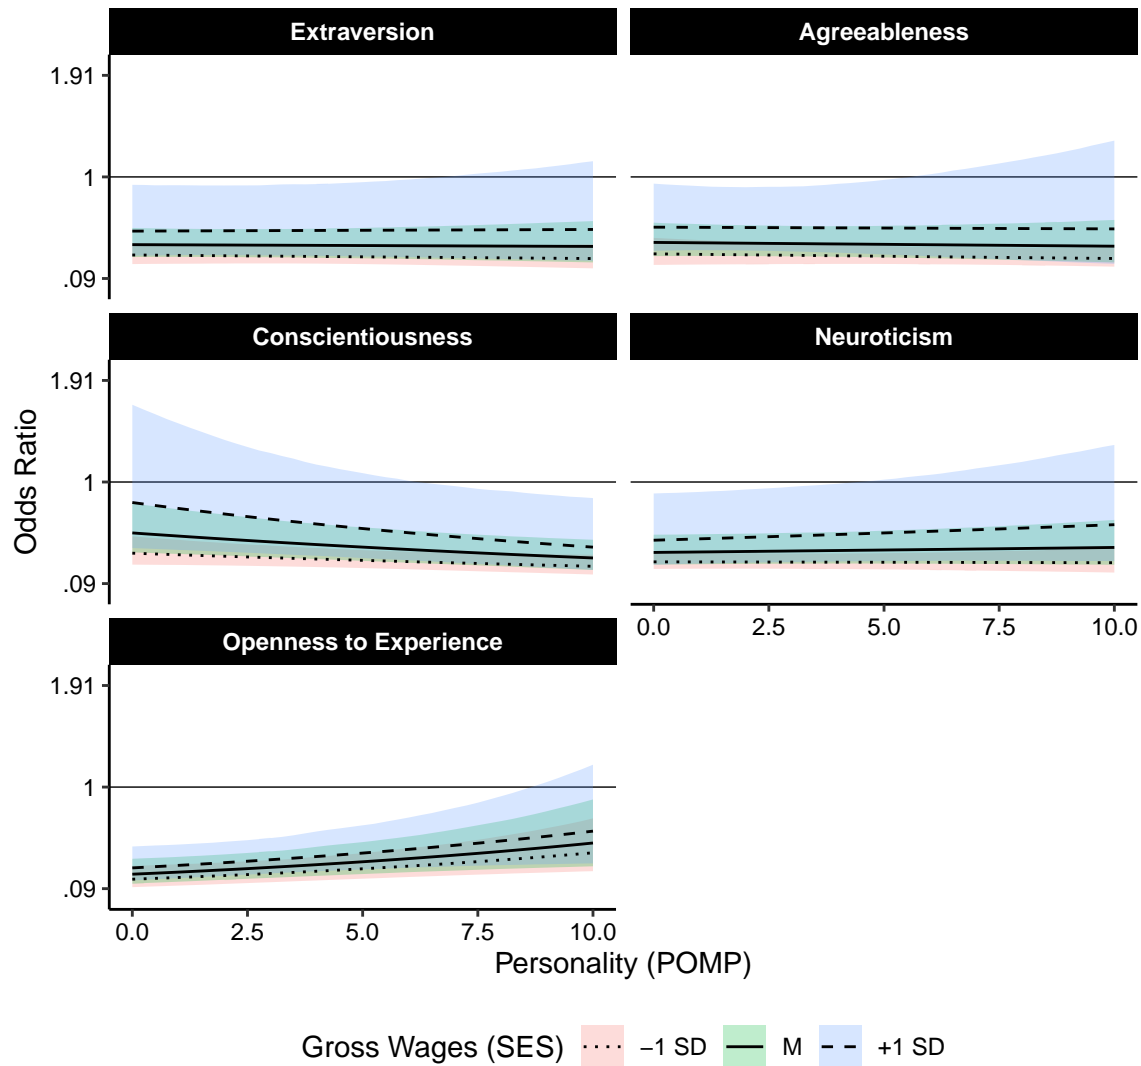 Extraversion
Agreeableness
1.91
1
.09
Conscientiousness
Neuroticism
1.91
1
.09
0.0 2.5 5.0 7.5 10.0
Openness to Experience
1.91
1
.09
0.0 2.5 5.0 7.5 10.0
Odds Ratio
Personality (POMP)
Gross Wages (SES) −1 SD M +1 SD